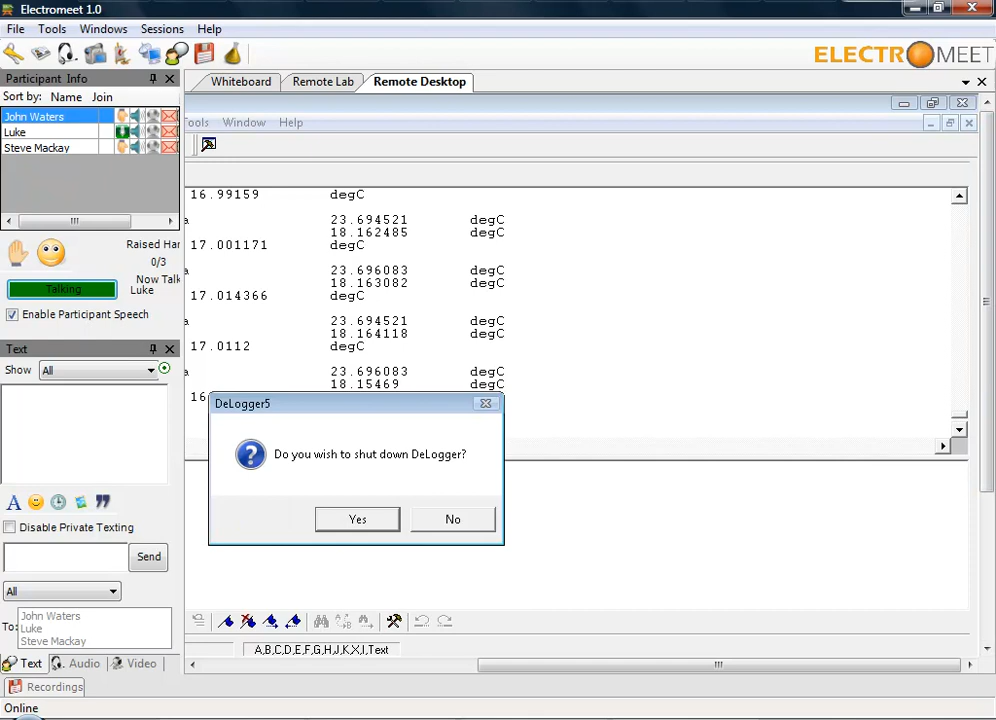 Electromeet 1.0
File Tools Windows Sessions Help
ELECTROMEET
Participant Info
Sort by: Name Join
John Waters
Luke
Steve Mackay
Raised Har
0/3
Now Talk
Luke
Talking
Enable Participant Speech
Text
Show All
Disable Private Texting
Send
All
To:
John Waters
Luke
Steve Mackay
Text Audio Video
Recordings
Online
Whiteboard Remote Lab Remote Desktop
Tools Window Help
16.99159 degC
a 23.694521 degC
18.162485 degC
17.001171 degC
a 23.696083 degC
18.163082 degC
17.014366 degC
a 23.694521 degC
18.164118 degC
17.0112 degC
a 23.696083 degC
18.15469 degC
16
DeLogger5
Do you wish to shut down DeLogger?
Yes No
A,B,C,D,E,F,G,H,J,K,X,I,Text